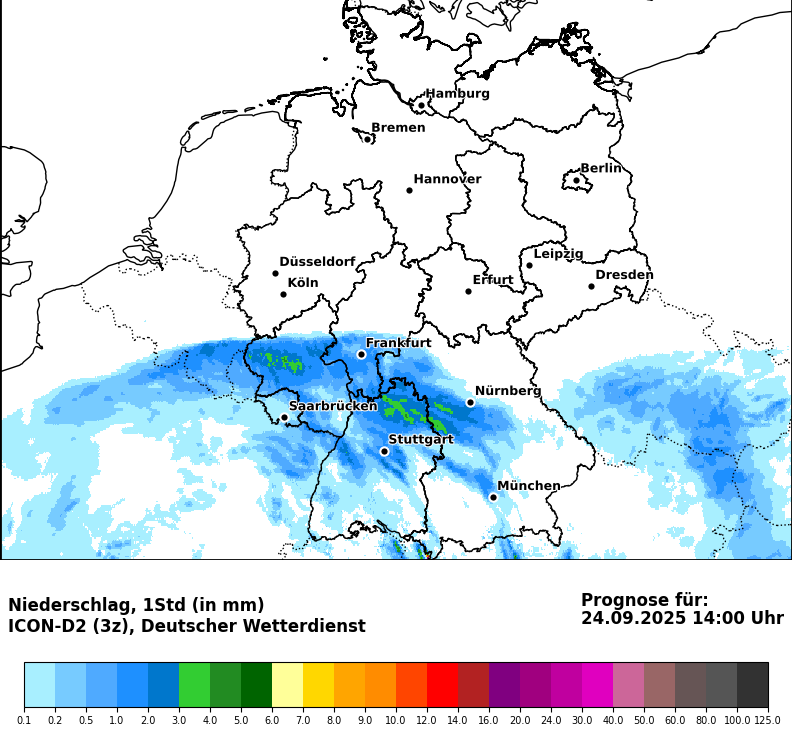 Hamburg
Bremen
Berlin
Hannover
Leipzig
Düsseldorf
Dresden
Köln
Erfurt
Frankfurt
Nürnberg
Saarbrücken
Stuttgart
München
Niederschlag, 1Std (in mm)
ICON-D2 (3z), Deutscher Wetterdienst
Prognose für:
24.09.2025 14:00 Uhr
0.1 0.2 0.5 1.0 2.0 3.0 4.0 5.0 6.0 7.0 8.0 9.0 10.0 12.0 14.0 16.0 20.0 24.0 30.0 40.0 50.0 60.0 80.0 100.0 125.0